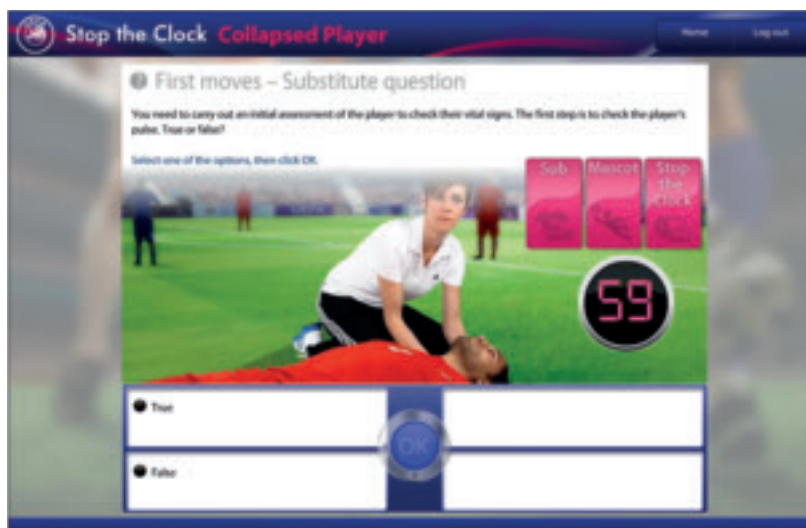 Stop the Clock Collapsed Player
Home
Log out
First moves – Substitute question
You need to carry out an initial assessment of the player to check their vital signs. The first step is to check the player's
pulse. True or false?
Select one of the options, then click OK.
Sub
Mascot
Stop
the
Clock
59
True
OK
False